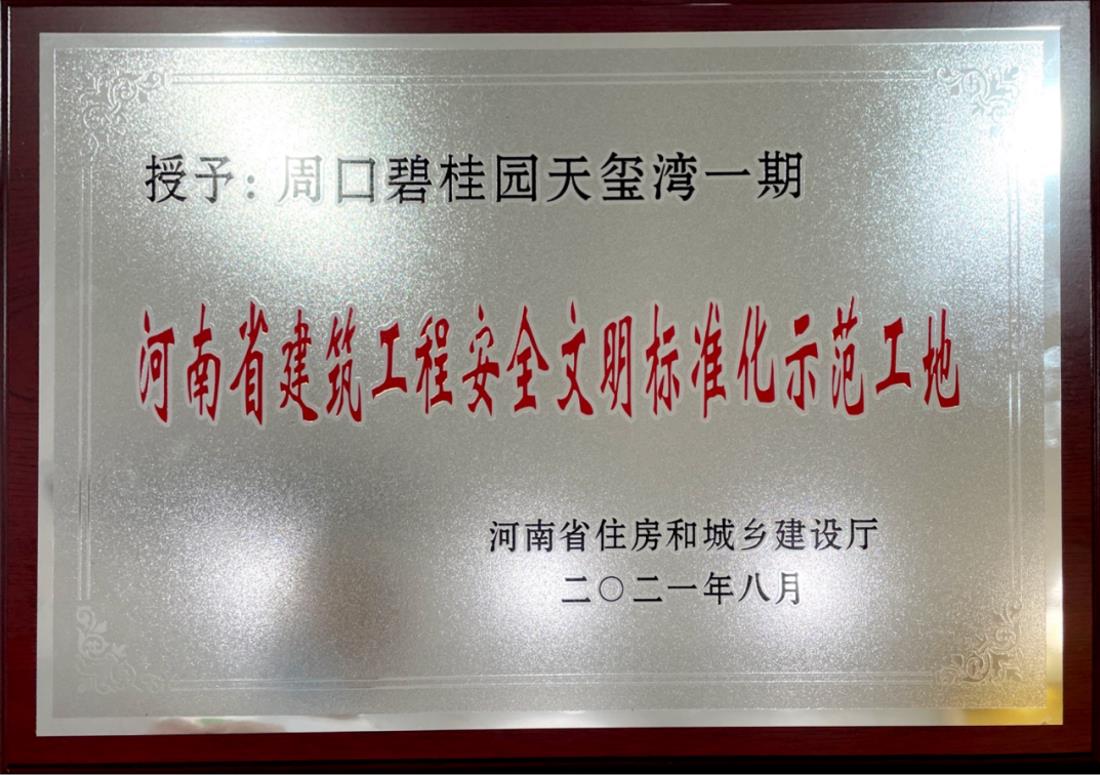 授予：周口碧桂园天玺湾一期
河南省建筑工程安全文明标准化示范工地
河南省住房和城乡建设厅
二〇二一年八月